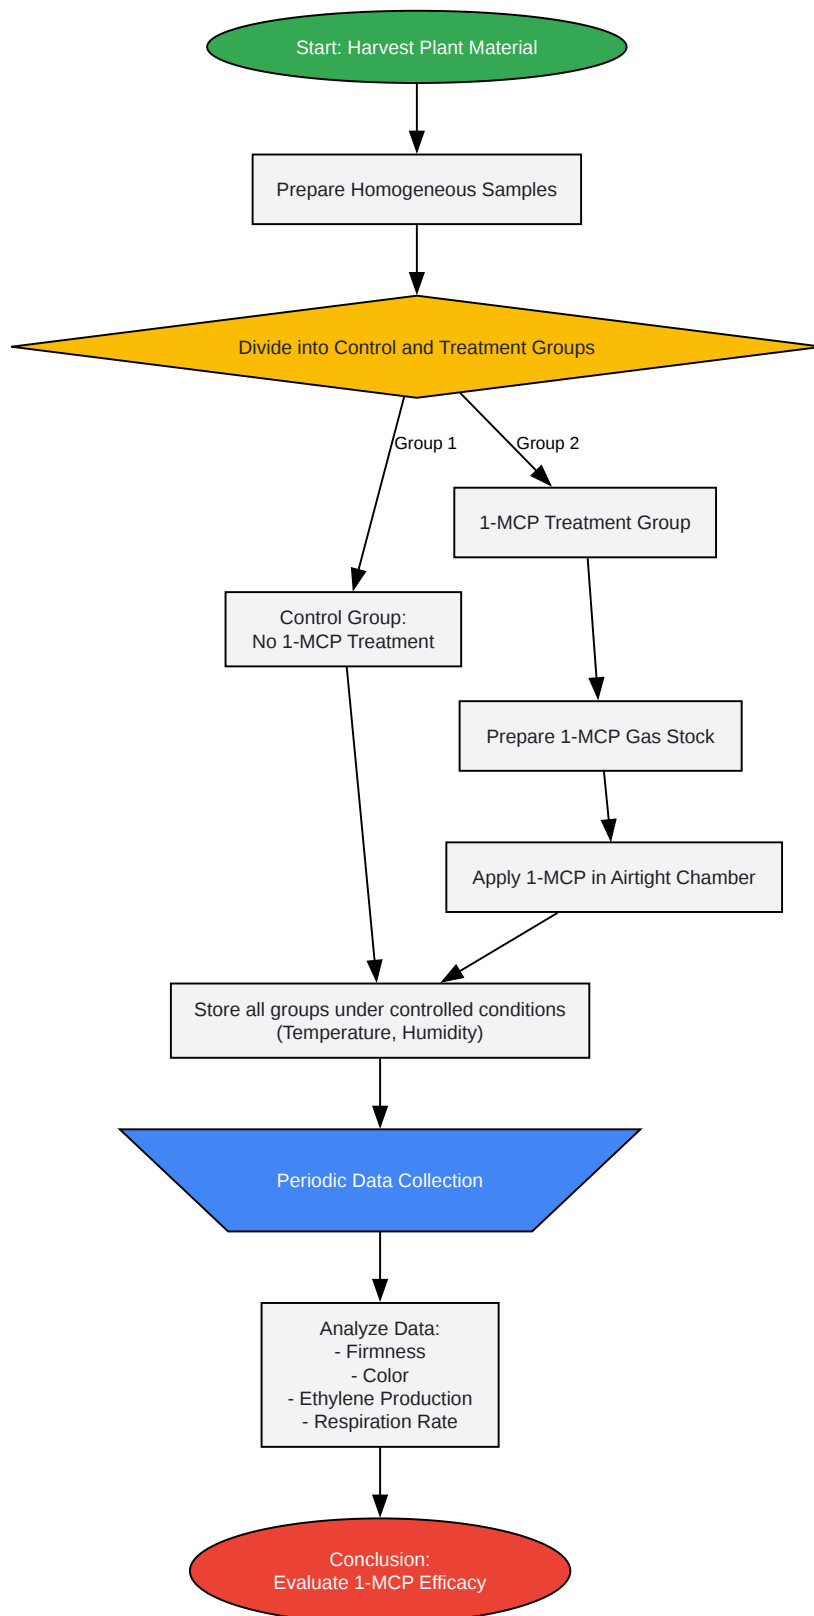 Start: Harvest Plant Material
Prepare Homogeneous Samples
Divide into Control and Treatment Groups
Group 1
Group 2
1-MCP Treatment Group
Control Group:
No 1-MCP Treatment
Prepare 1-MCP Gas Stock
Apply 1-MCP in Airtight Chamber
Store all groups under controlled conditions
(Temperature, Humidity)
Periodic Data Collection
Analyze Data:
- Firmness
- Color
- Ethylene Production
- Respiration Rate
Conclusion:
Evaluate 1-MCP Efficacy